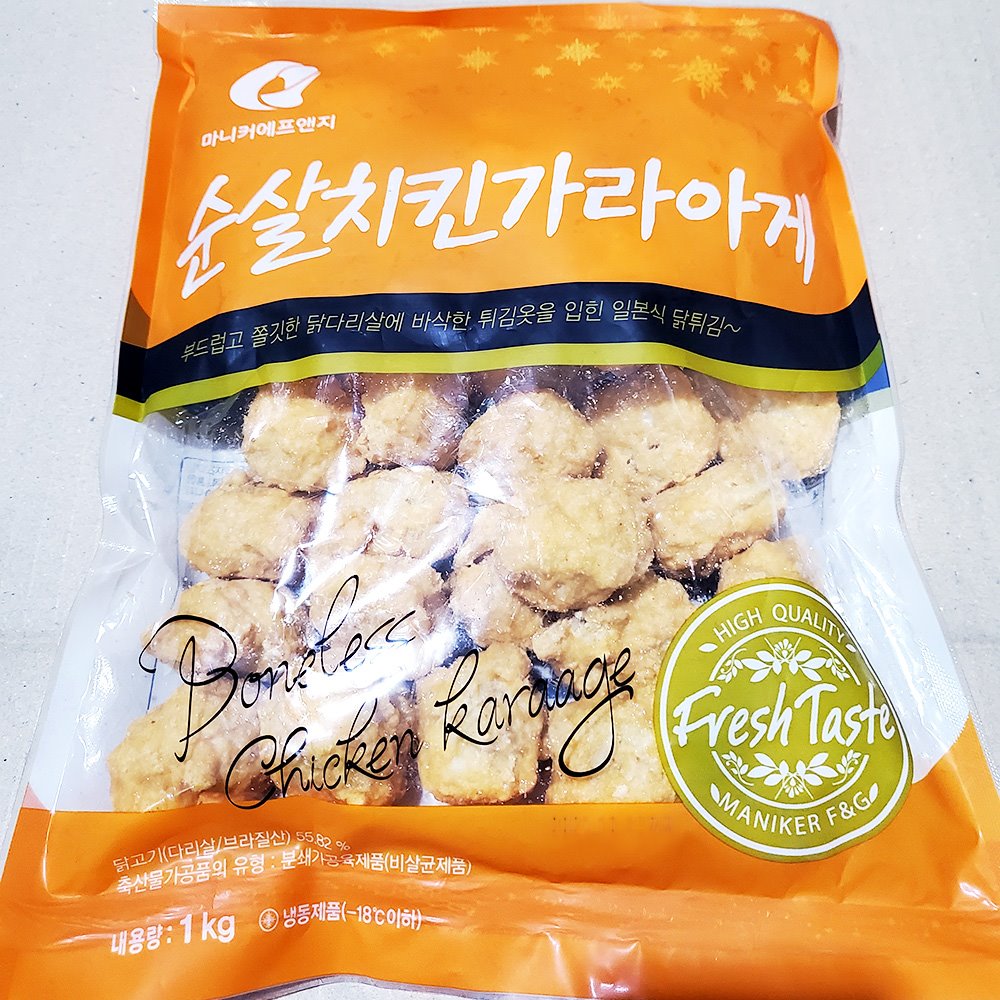 마니커에프앤지
순살치킨가라아게
부드럽고 쫄깃한 닭다리살에 바삭한 튀김옷을 입힌 일본식 닭튀김~
Boneless
Chicken karaage
HIGH QUALITY
Fresh Taste
MANIKER F&G
닭고기(다리살/브라질산) 55.82 %
축산물가공품의 유형 : 분쇄가공육제품(비살균제품)
내용량 : 1 kg 냉동제품(-18℃이하)